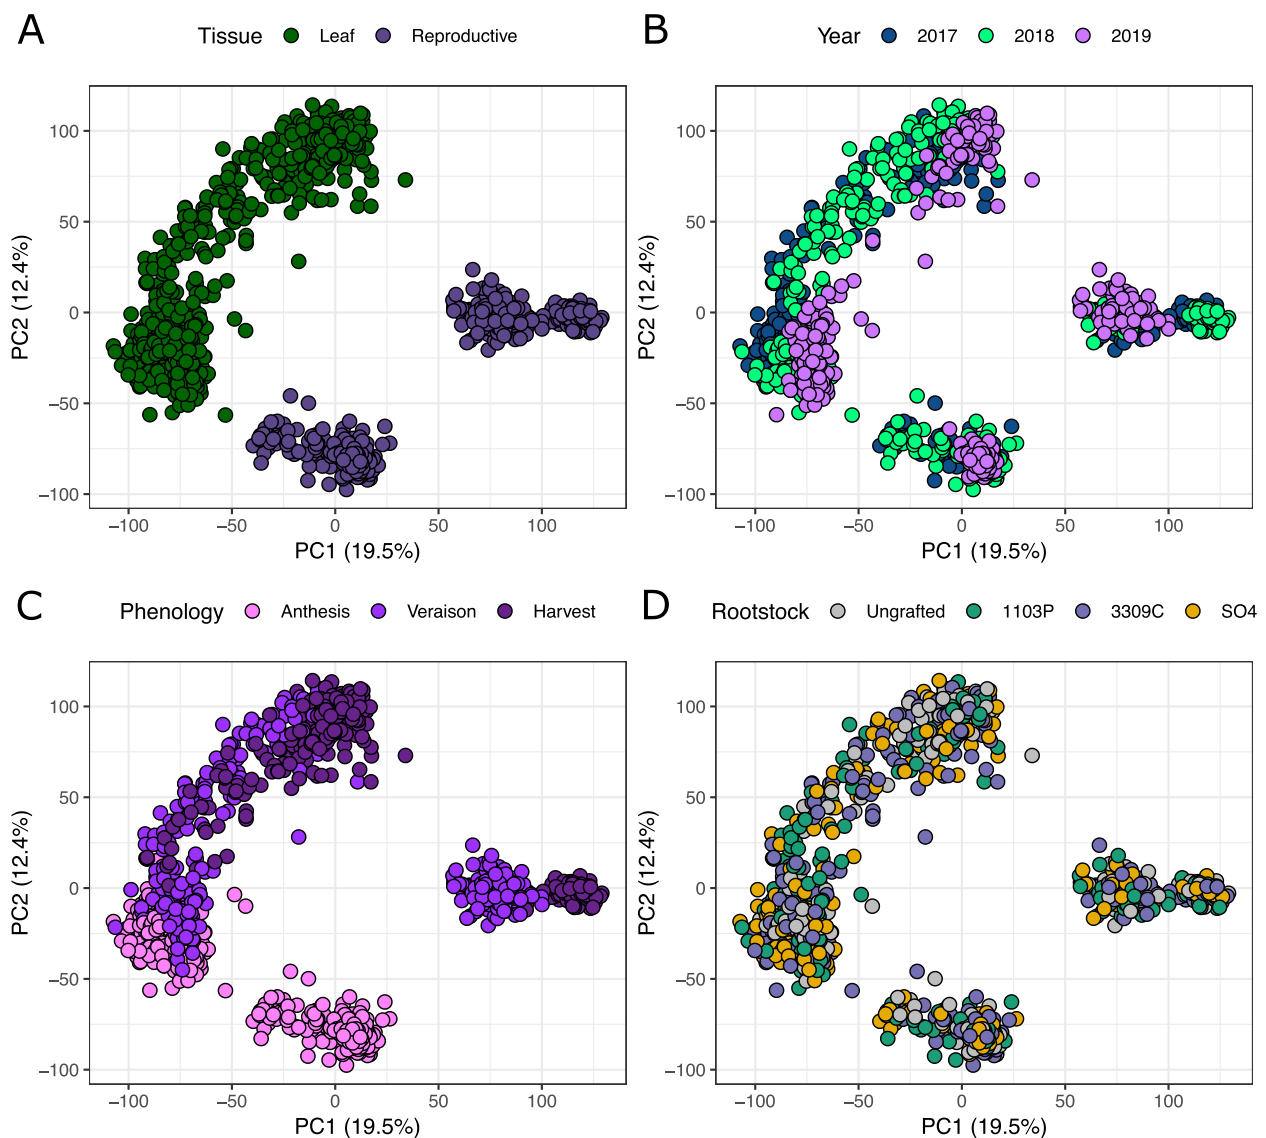 A
Tissue Leaf Reproductive
PC2 (12.4%)
100
50
0
−50
−100
−100 −50 0 50 100
PC1 (19.5%)
B
Year 2017 2018 2019
PC2 (12.4%)
100
50
0
−50
−100
−100 −50 0 50 100
PC1 (19.5%)
C
Phenology Anthesis Veraison Harvest
PC2 (12.4%)
100
50
0
−50
−100
−100 −50 0 50 100
PC1 (19.5%)
D
Rootstock Ungrafted 1103P 3309C SO4
PC2 (12.4%)
100
50
0
−50
−100
−100 −50 0 50 100
PC1 (19.5%)